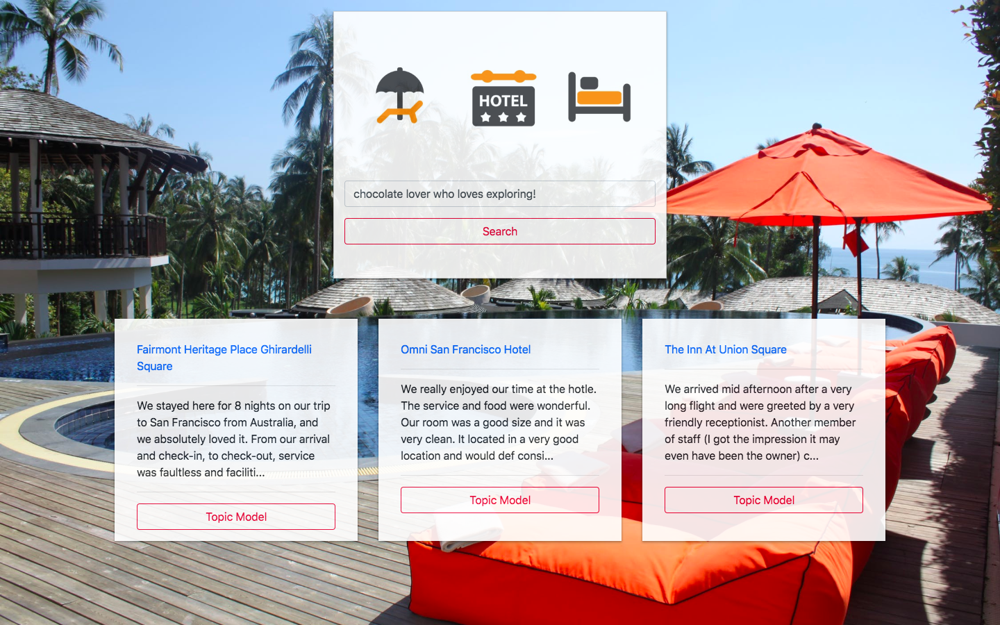 HOTEL
chocolate lover who loves exploring!
Search
Fairmont Heritage Place Ghirardelli
Square
We stayed here for 8 nights on our trip
to San Francisco from Australia, and
we absolutely loved it. From our arrival
and check-in, to check-out, service
was faultless and faciliti...
Topic Model
Omni San Francisco Hotel
We really enjoyed our time at the hotle.
The service and food were wonderful.
Our room was a good size and it was
very clean. It located in a very good
location and would def consi...
Topic Model
The Inn At Union Square
We arrived mid afternoon after a very
long flight and were greeted by a very
friendly receptionist. Another member
of staff (I got the impression it may
even have been the owner) c...
Topic Model